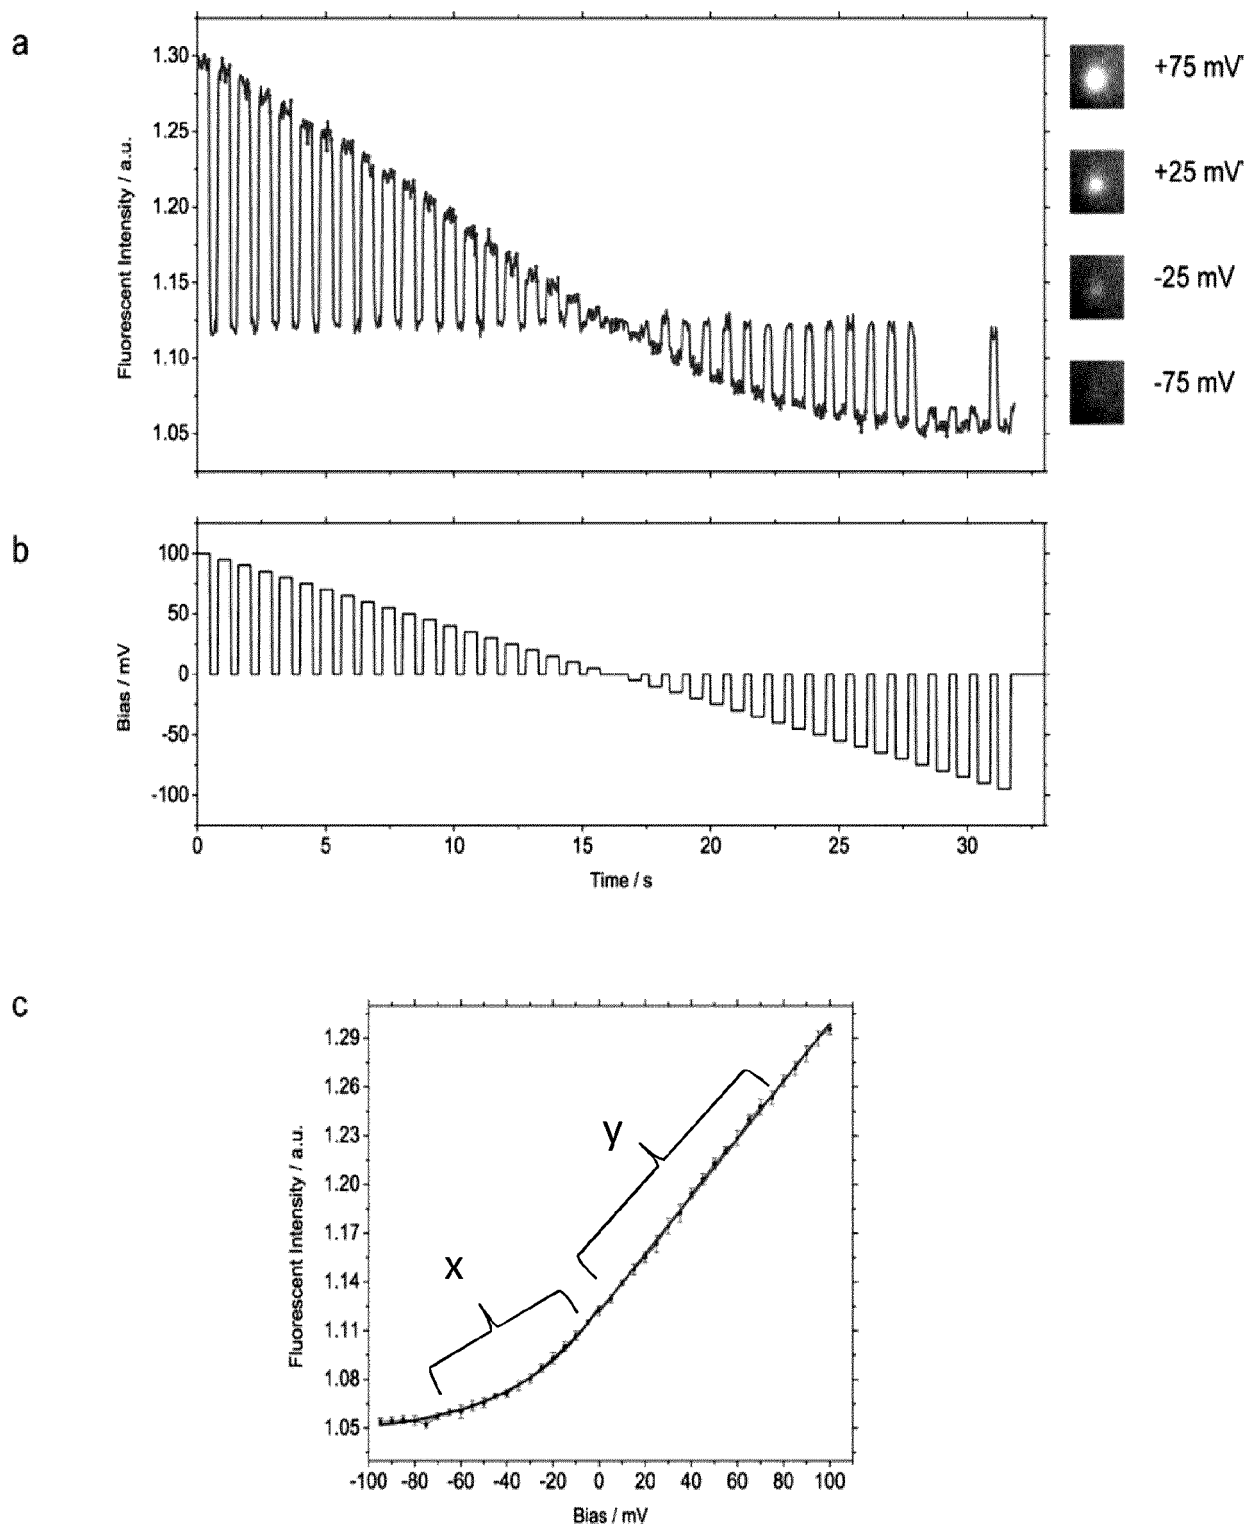 a
1.30
1.25
1.20
1.15
1.10
1.05
Fluorescent Intensity / a.u.
+75 mV
+25 mV
-25 mV
-75 mV
b
100
50
0
-50
-100
Bias / mV
0 5 10 15 20 25 30
Time / s
c
1.29
1.26
1.23
1.20
1.17
1.14
1.11
1.08
1.05
Fluorescent Intensity / a.u.
y
x
-100 -80 -60 -40 -20 0 20 40 60 80 100
Bias / mV